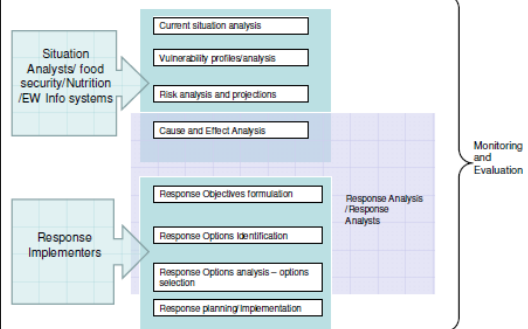 Situation
Analysts/ food
security/Nutrition
/EW Info systems
Current situation analysis
Vulnerability profiles/analysis
Risk analysis and projections
Cause and Effect Analysis
Response
Implementers
Response Objectives formulation
Response Options Identification
Response Options analysis – options
selection
Response planning/Implementation
Response Analysis
/Response
Analysts
Monitoring
and
Evaluation